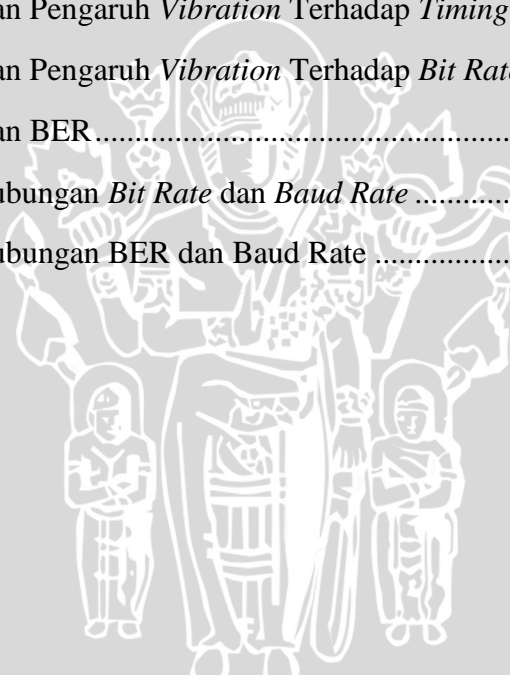 an Pengaruh Vibration Terhadap Timing
an Pengaruh Vibration Terhadap Bit Rate
an BER..................................................
ubungan Bit Rate dan Baud Rate .............
ubungan BER dan Baud Rate ..................